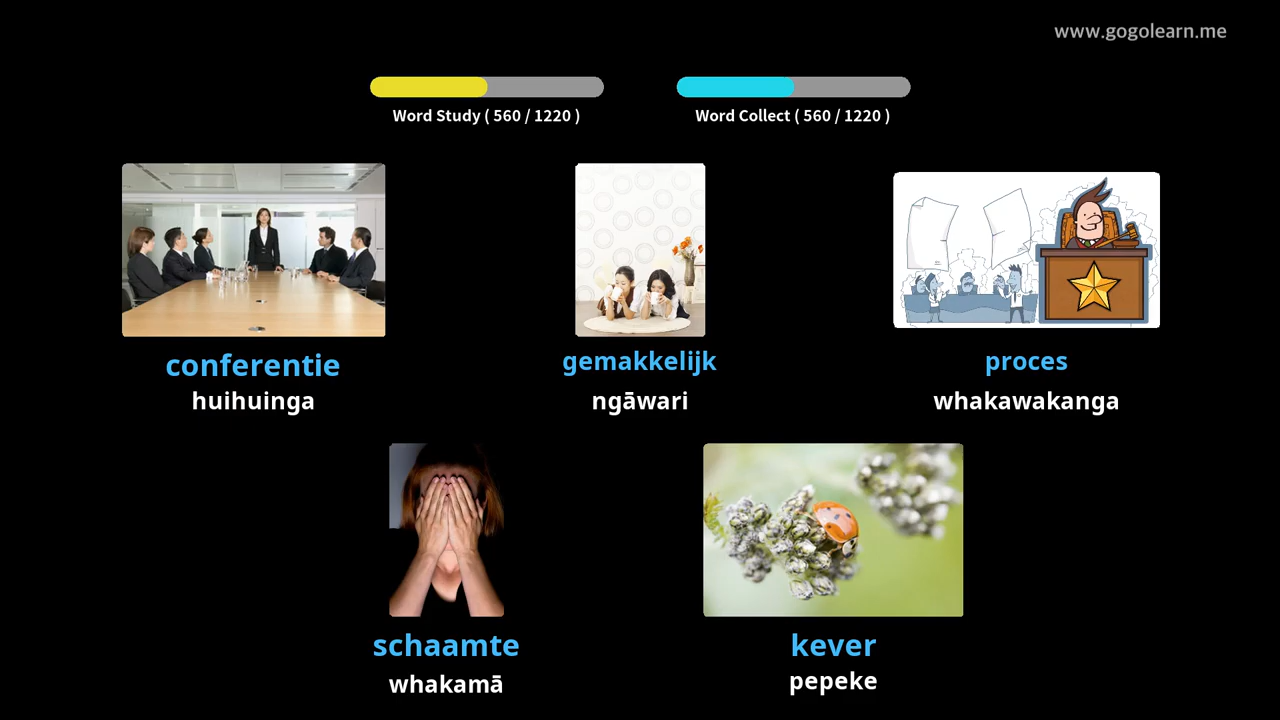 www.gogolearn.me
Word Study ( 560 / 1220 )
Word Collect ( 560 / 1220 )
conferentie
huihuinga
gemakkelijk
ngāwari
proces
whakawakanga
schaamte
whakamā
kever
pepeke